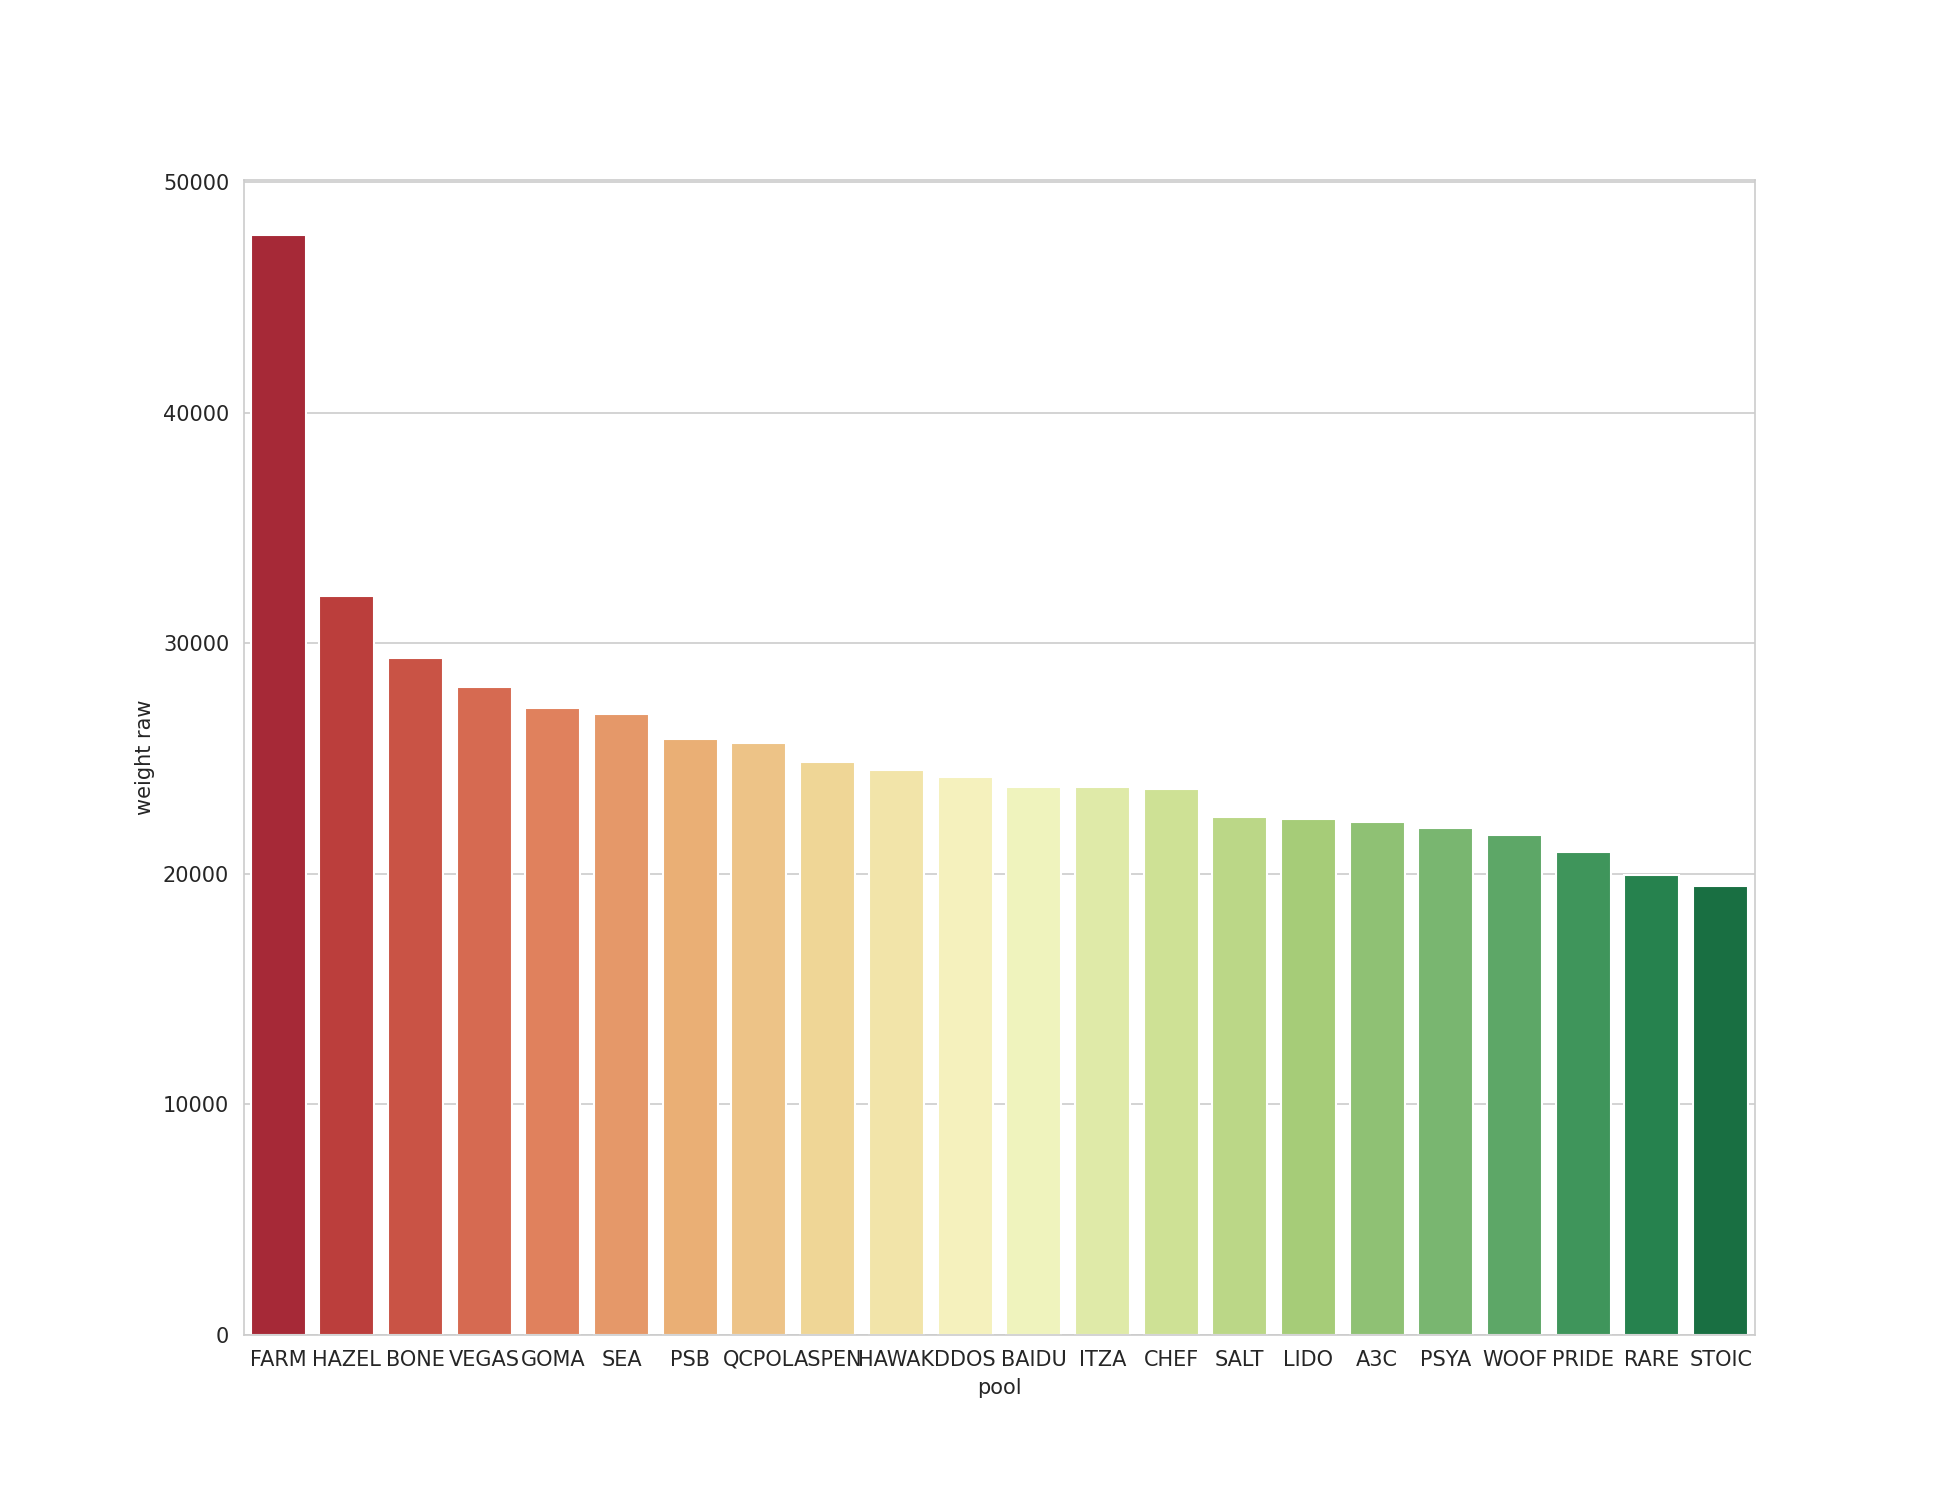 50000
40000
30000
20000
10000
0
weight raw
FARM HAZEL BONE VEGAS GOMA SEA PSB QCPOL ASPEN HAWAK DDOS BAIDU ITZA CHEF SALT LIDO A3C PSYA WOOF PRIDE RARE STOIC
pool